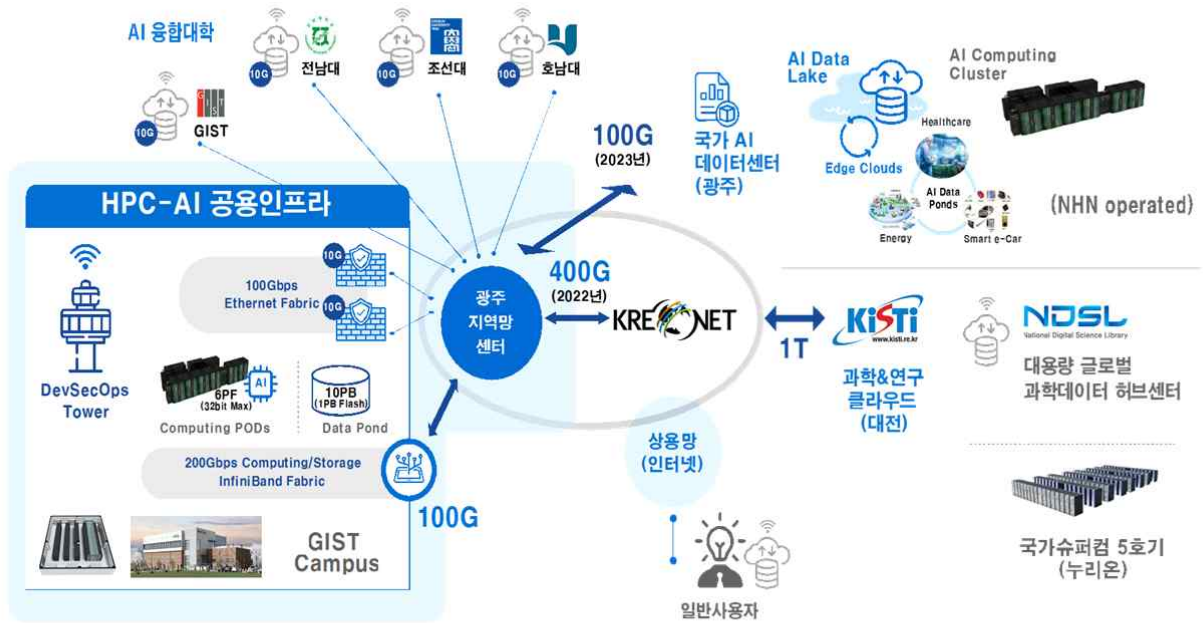 AI 융합대학
10G
전남대
10G
조선대
10G
호남대
10G
GIST
GIST
100G
(2023년)
국가 AI
데이터센터
(광주)
AI Data
Lake
AI Computing
Cluster
Healthcare
Edge Clouds
AI Data
Ponds
Energy
Smart e-Car
(NHN operated)
HPC-AI 공용인프라
100Gbps
Ethernet Fabric
10G
10G
DevSecOps
Tower
6PF
(32bit Max)
AI
Computing PODs
10PB
(1PB Flash)
Data Pond
200Gbps Computing/Storage
InfiniBand Fabric
100G
GIST
Campus
광주
지역망
센터
400G
(2022년)
KREONET
1T
KiSTi
www.kisti.re.kr
과학&연구
클라우드
(대전)
NDSL
National Digital Science Library
대용량 글로벌
과학데이터 허브센터
상용망
(인터넷)
일반사용자
국가슈퍼컴 5호기
(누리온)